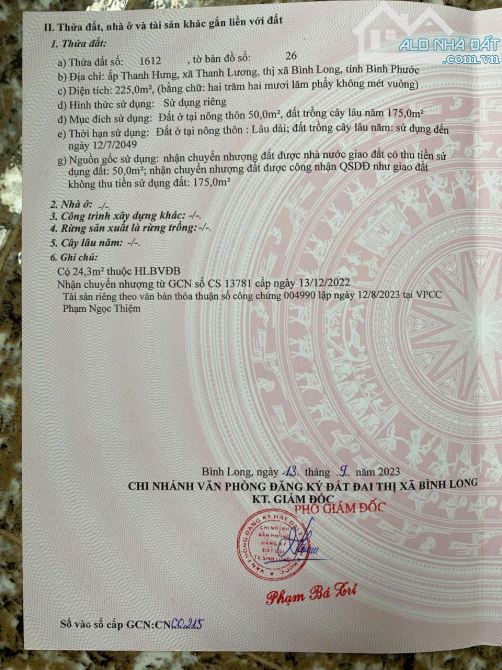 ALO NHÀ ĐẤT
II. Thửa đất, nhà ở và tài sản khác gắn liền với đất
1. Thửa đất:
a) Thửa đất số: 1612 , tờ bản đồ số: 26
b) Địa chỉ: ấp Thanh Hưng, xã Thanh Lương, thị xã Bình Long, tỉnh Bình Phước
c) Diện tích: 225,0m², (bằng chữ: hai trăm hai mươi lăm phẩy không mét vuông)
d) Hình thức sử dụng: Sử dụng riêng
đ) Mục đích sử dụng: Đất ở tại nông thôn 50,0m², đất trồng cây lâu năm 175,0m²
e) Thời hạn sử dụng: Đất ở tại nông thôn : Lâu dài; đất trồng cây lâu năm: sử dụng đến
ngày 12/7/2049
g) Nguồn gốc sử dụng: nhận chuyển nhượng đất được nhà nước giao đất có thu tiền sử
dụng đất: 50,0m²; nhận chuyển nhượng đất được công nhận QSDĐ như giao đất
không thu tiền sử dụng đất: 175,0m²
2. Nhà ở: -/-
3. Công trình xây dựng khác: -/-
4. Rừng sản xuất là rừng trồng: -/-
5. Cây lâu năm: -/-.
6. Ghi chú:
Có 24,3m² thuộc HLBVĐB
Nhận chuyển nhượng từ GCN số CS 13781 cấp ngày 13/12/2022
Tài sản riêng theo văn bản thỏa thuận số công chứng 004990 lập ngày 12/8/2023 tại VPCC
Phạm Ngọc Thiệm
Bình Long, ngày 13 tháng 9 năm 2023
CHI NHÁNH VĂN PHÒNG ĐĂNG KÝ ĐẤT ĐAI THỊ XÃ BÌNH LONG
KT. GIÁM ĐỐC
PHÓ GIÁM ĐỐC
CHI NHÁNH
VĂN PHÒNG
ĐĂNG KÝ
ĐẤT ĐAI
Phạm Bá Trí
Số vào sổ cấp GCN:CN